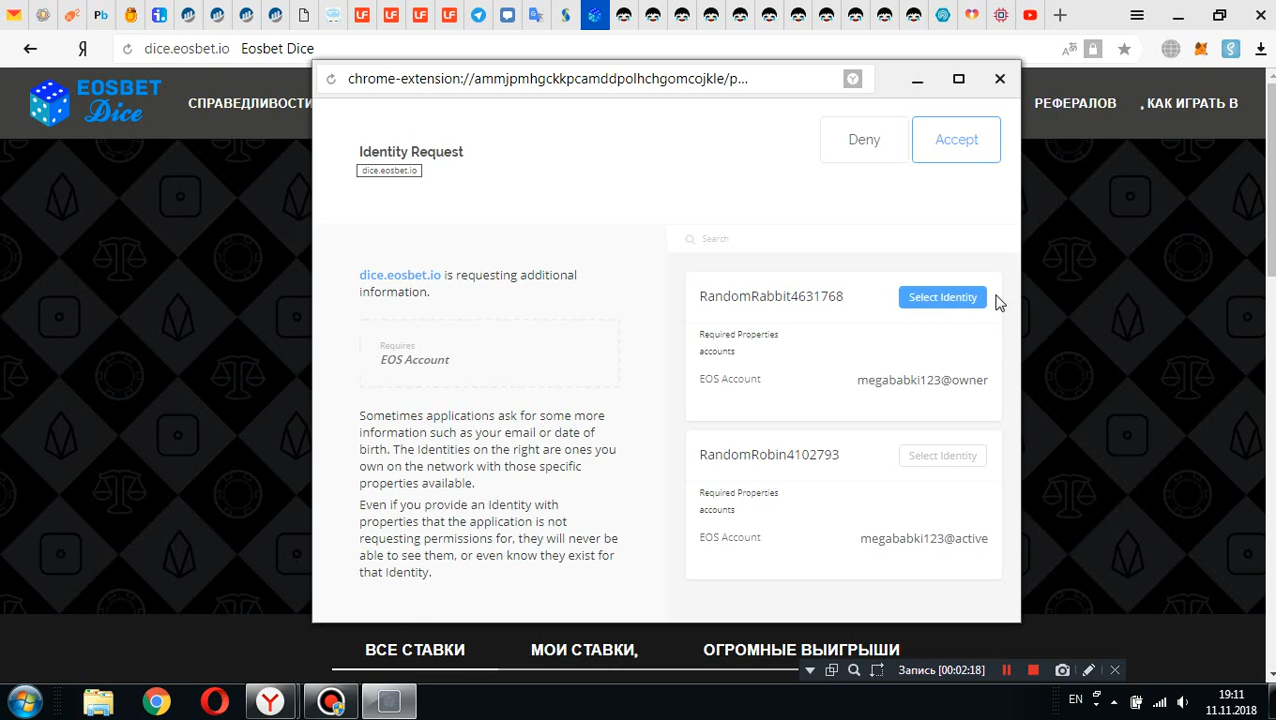 Pb
LF
LF
LF
LF
Я
dice.eosbet.io Eosbet Dice
chrome-extension://ammjpmhgckkpcamddpolhchgomcojkle/p...
EOSBET
Dice
СПРАВЕДЛИВОСТИ
РЕФЕРАЛОВ
, КАК ИГРАТЬ В
Identity Request
dice.eosbet.io
Deny
Accept
Search
dice.eosbet.io is requesting additional
information.
Requires
EOS Account
Sometimes applications ask for some more
information such as your email or date of
birth. The Identities on the right are ones you
own on the network with those specific
properties available.
Even if you provide an Identity with
properties that the application is not
requesting permissions for, they will never be
able to see them, or even know they exist for
that Identity.
RandomRabbit4631768
Select Identity
Required Properties
accounts
EOS Account
megababki123@owner
RandomRobin4102793
Select Identity
Required Properties
accounts
EOS Account
megababki123@active
ВСЕ СТАВКИ
МОИ СТАВКИ,
ОГРОМНЫЕ ВЫИГРЫШИ
Запись [00:02:18]
EN
19:11
11.11.2018